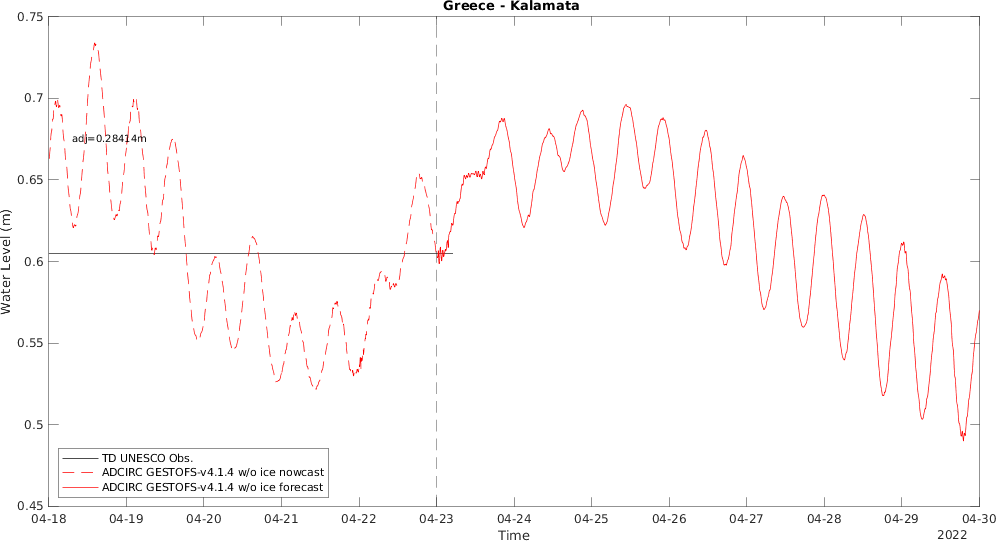 Greece - Kalamata
0.75
0.7
0.65
0.6
0.55
0.5
0.45
Water Level (m)
adj=0.28414m
TD UNESCO Obs.
ADCIRC GESTOFS-v4.1.4 w/o ice nowcast
ADCIRC GESTOFS-v4.1.4 w/o ice forecast
04-18 04-19 04-20 04-21 04-22 04-23 04-24 04-25 04-26 04-27 04-28 04-29 04-30
Time
2022